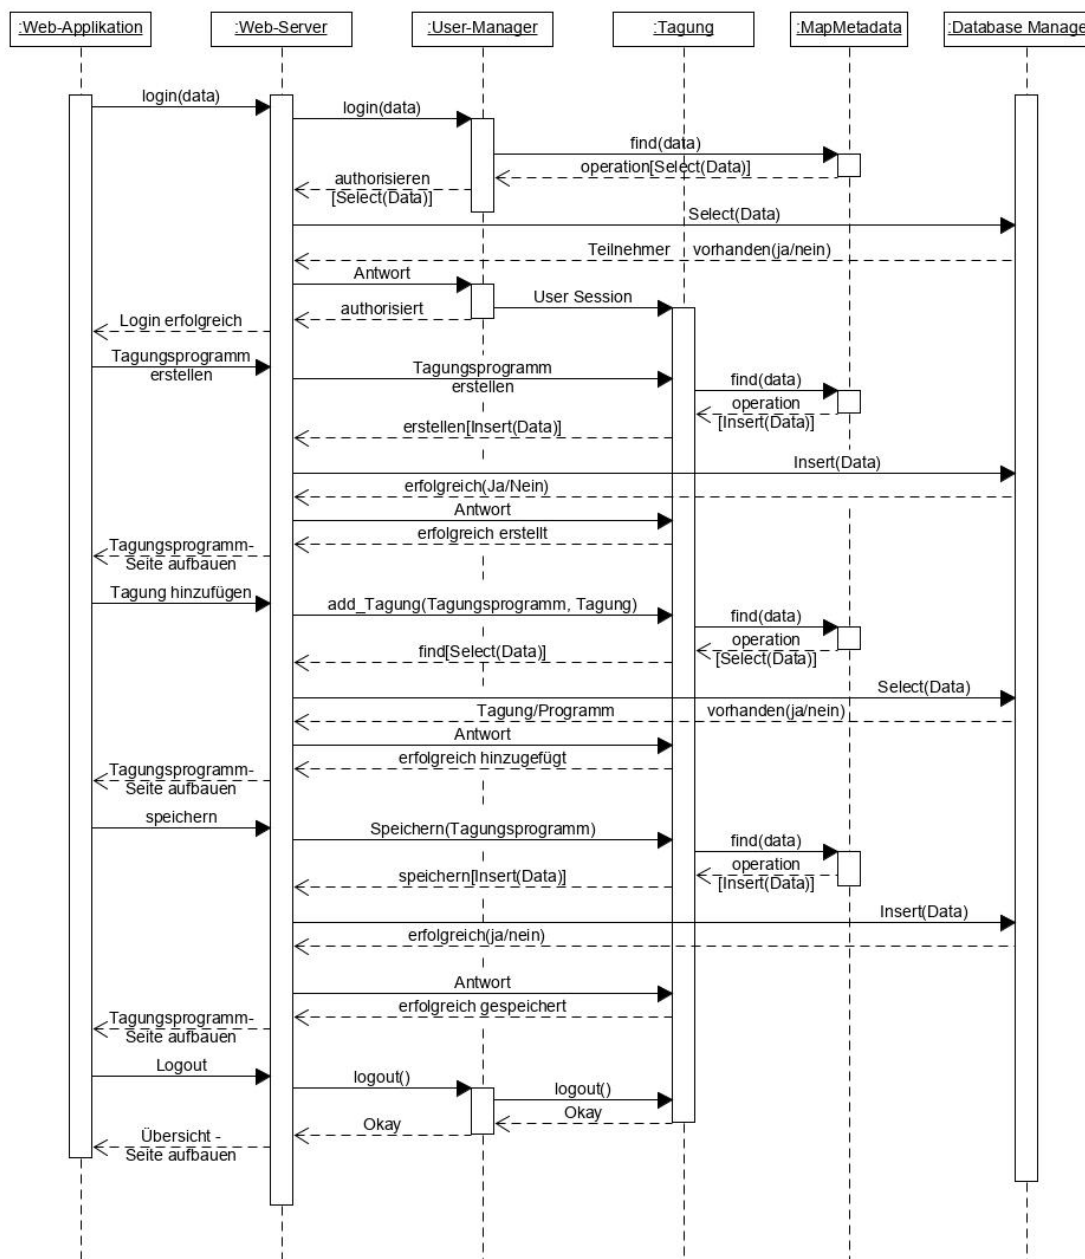 :Web-Applikation
:Web-Server
:User-Manager
:Tagung
:MapMetadata
:Database Manage
login(data)
login(data)
find(data)
operation[Select(Data)]
authorisieren
[Select(Data)]
Select(Data)
Teilnehmer vorhanden(ja/nein)
Antwort
User Session
authorisiert
Login erfolgreich
Tagungsprogramm
erstellen
Tagungsprogramm
erstellen
find(data)
operation
[Insert(Data)]
erstellen[Insert(Data)]
Insert(Data)
erfolgreich(Ja/Nein)
Antwort
erfolgreich erstellt
Tagungsprogramm-
Seite aufbauen
Tagung hinzufügen
add_Tagung(Tagungsprogramm, Tagung)
find(data)
operation
[Select(Data)]
find[Select(Data)]
Select(Data)
Tagung/Programm vorhanden(ja/nein)
Antwort
erfolgreich hinzugefügt
Tagungsprogramm-
Seite aufbauen
speichern
Speichern(Tagungsprogramm)
find(data)
operation
[Insert(Data)]
speichern[Insert(Data)]
Insert(Data)
erfolgreich(ja/nein)
Antwort
erfolgreich gespeichert
Tagungsprogramm-
Seite aufbauen
Logout
logout()
logout()
Okay
Okay
Übersicht -
Seite aufbauen